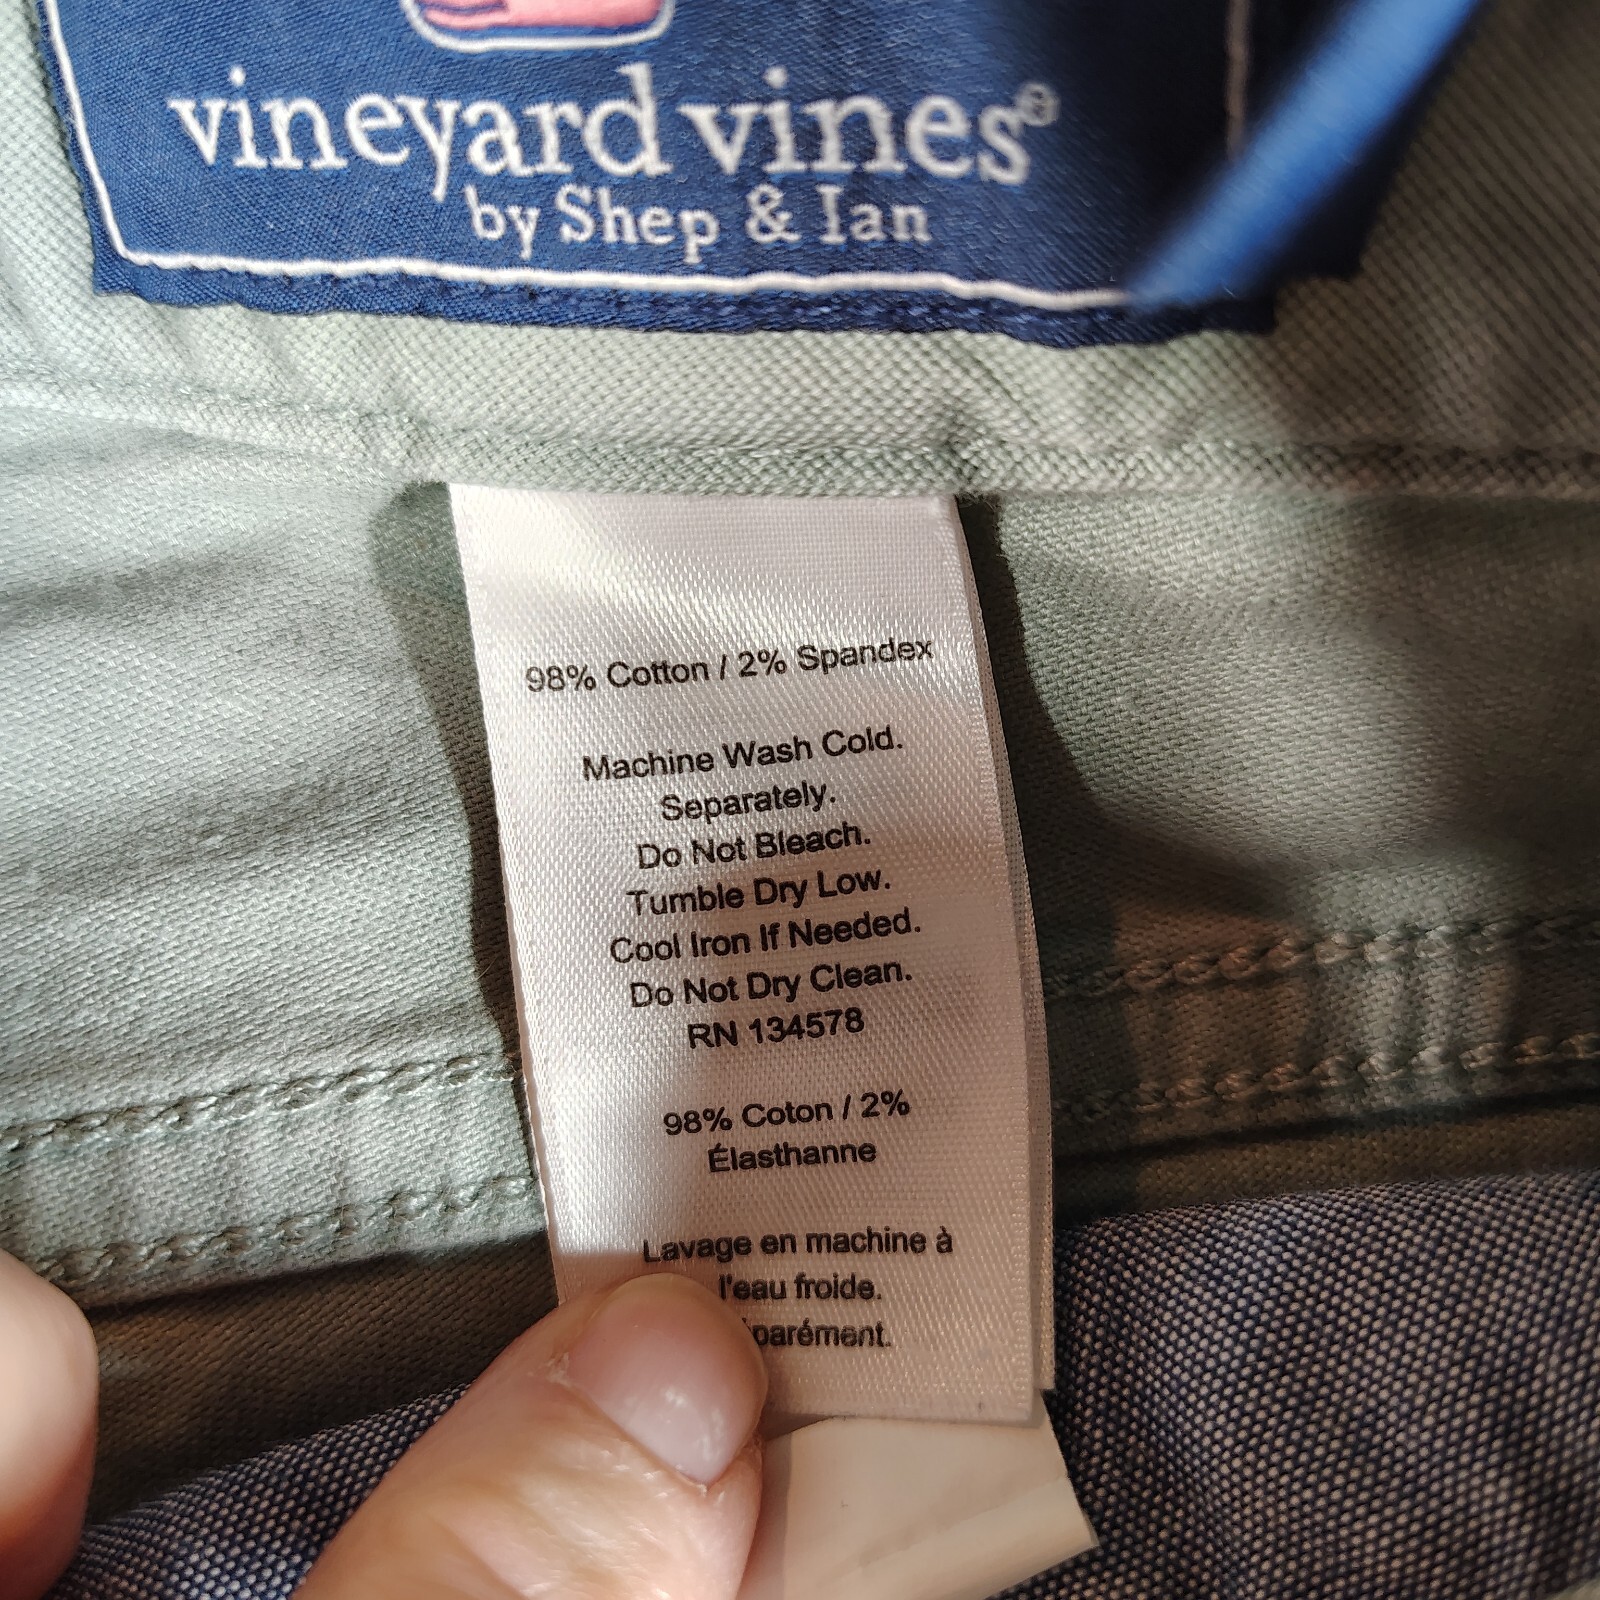 vineyard vines®
by Shep & Ian
98% Cotton / 2% Spandex
Machine Wash Cold.
Separately.
Do Not Bleach.
Tumble Dry Low.
Cool Iron If Needed.
Do Not Dry Clean.
RN 134578
98% Coton / 2%
Élasthanne
Lavage en machine à
l'eau froide.